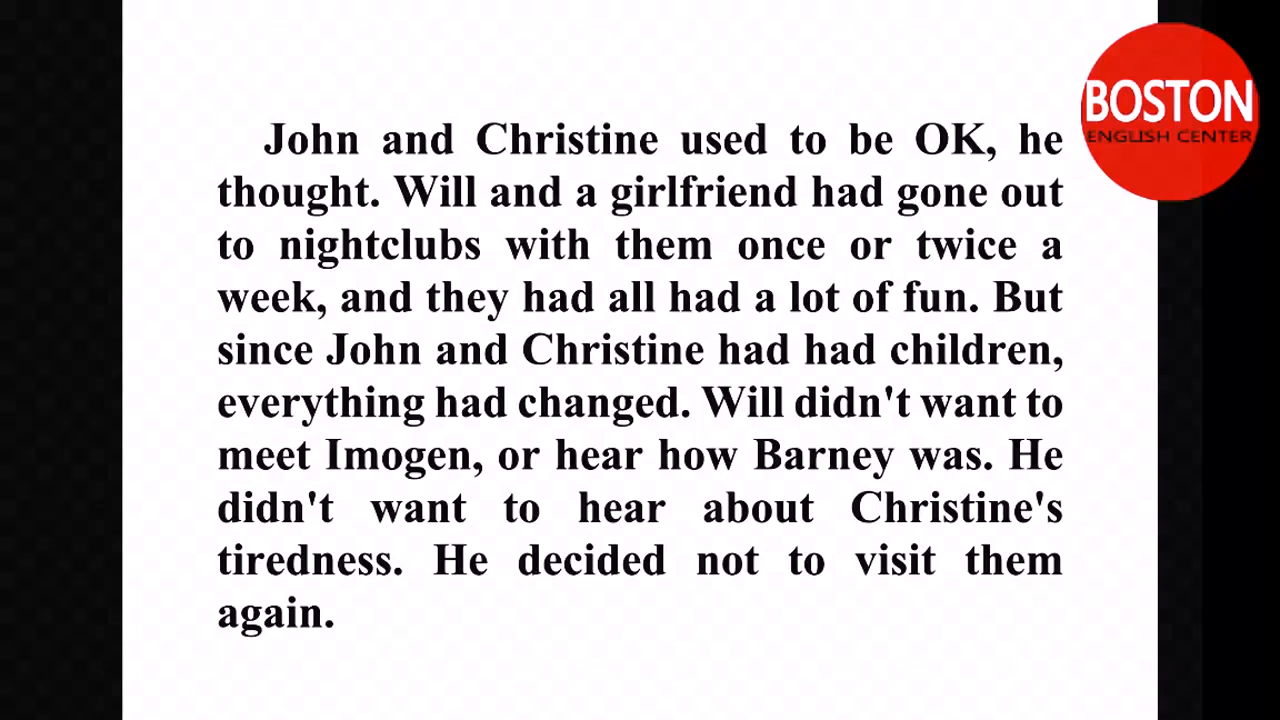 BOSTON
ENGLISH CENTER
John and Christine used to be OK, he
thought. Will and a girlfriend had gone out
to nightclubs with them once or twice a
week, and they had all had a lot of fun. But
since John and Christine had had children,
everything had changed. Will didn't want to
meet Imogen, or hear how Barney was. He
didn't want to hear about Christine's
tiredness. He decided not to visit them
again.